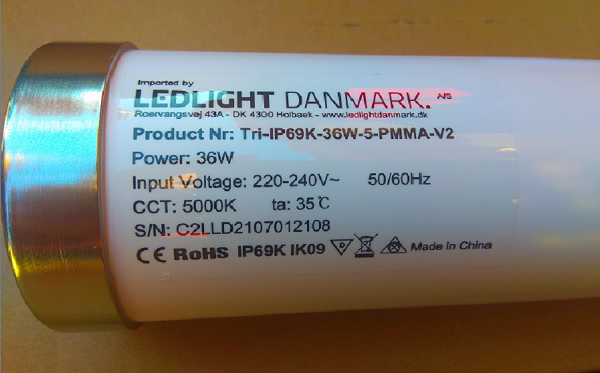 Imported by
LEDLIGHT DANMARK. A/S
Roervangsvej 43A - DK 4300 Holbaek - www.ledlightdanmark.dk
Product Nr: Tri-IP69K-36W-5-PMMA-V2
Power: 36W
Input Voltage: 220-240V~ 50/60Hz
CCT: 5000K ta: 35℃
S/N: C2LLD2107012108
CE RoHS IP69K IK09 D Made in China